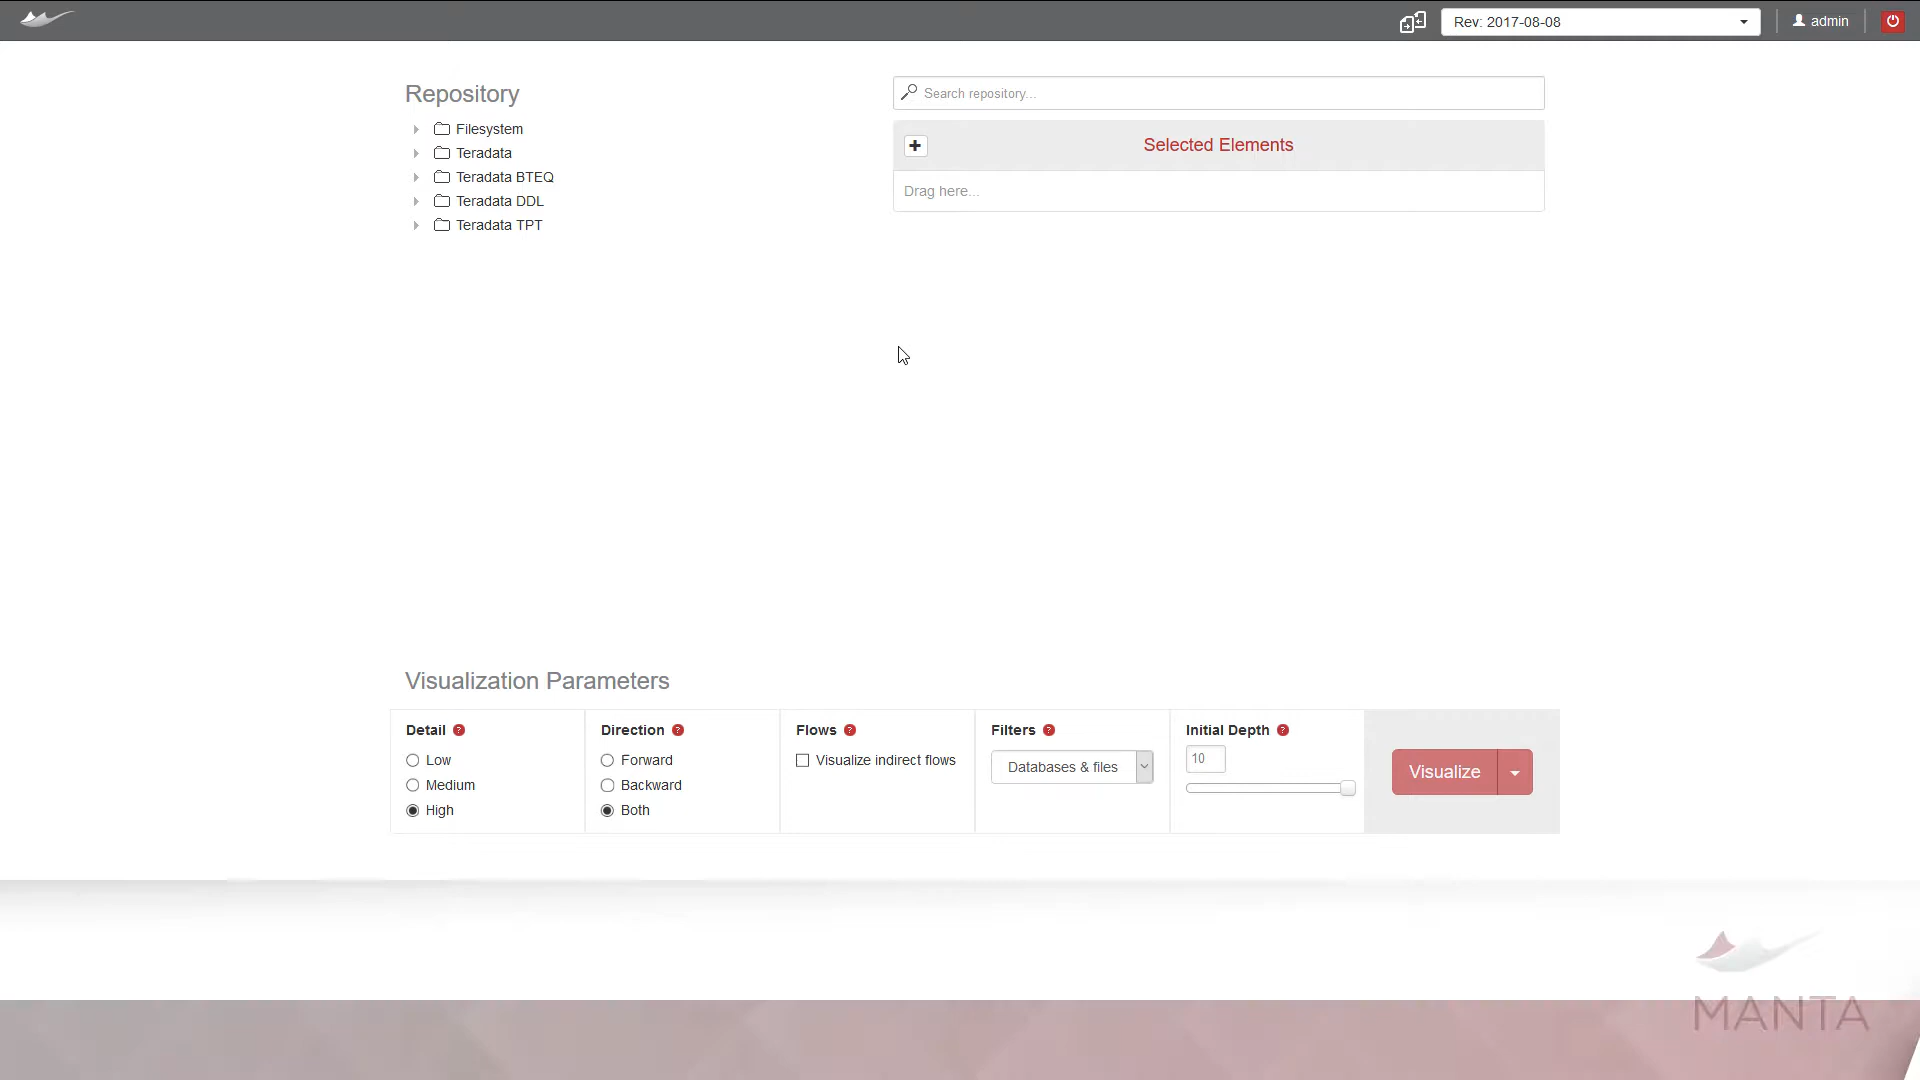 Rev: 2017-08-08
admin
Repository
Filesystem
Teradata
Teradata BTEQ
Teradata DDL
Teradata TPT
Search repository...
Selected Elements
Drag here...
Visualization Parameters
Detail
Low
Medium
High
Direction
Forward
Backward
Both
Flows
Visualize indirect flows
Filters
Databases & files
Initial Depth
10
Visualize
MANTA